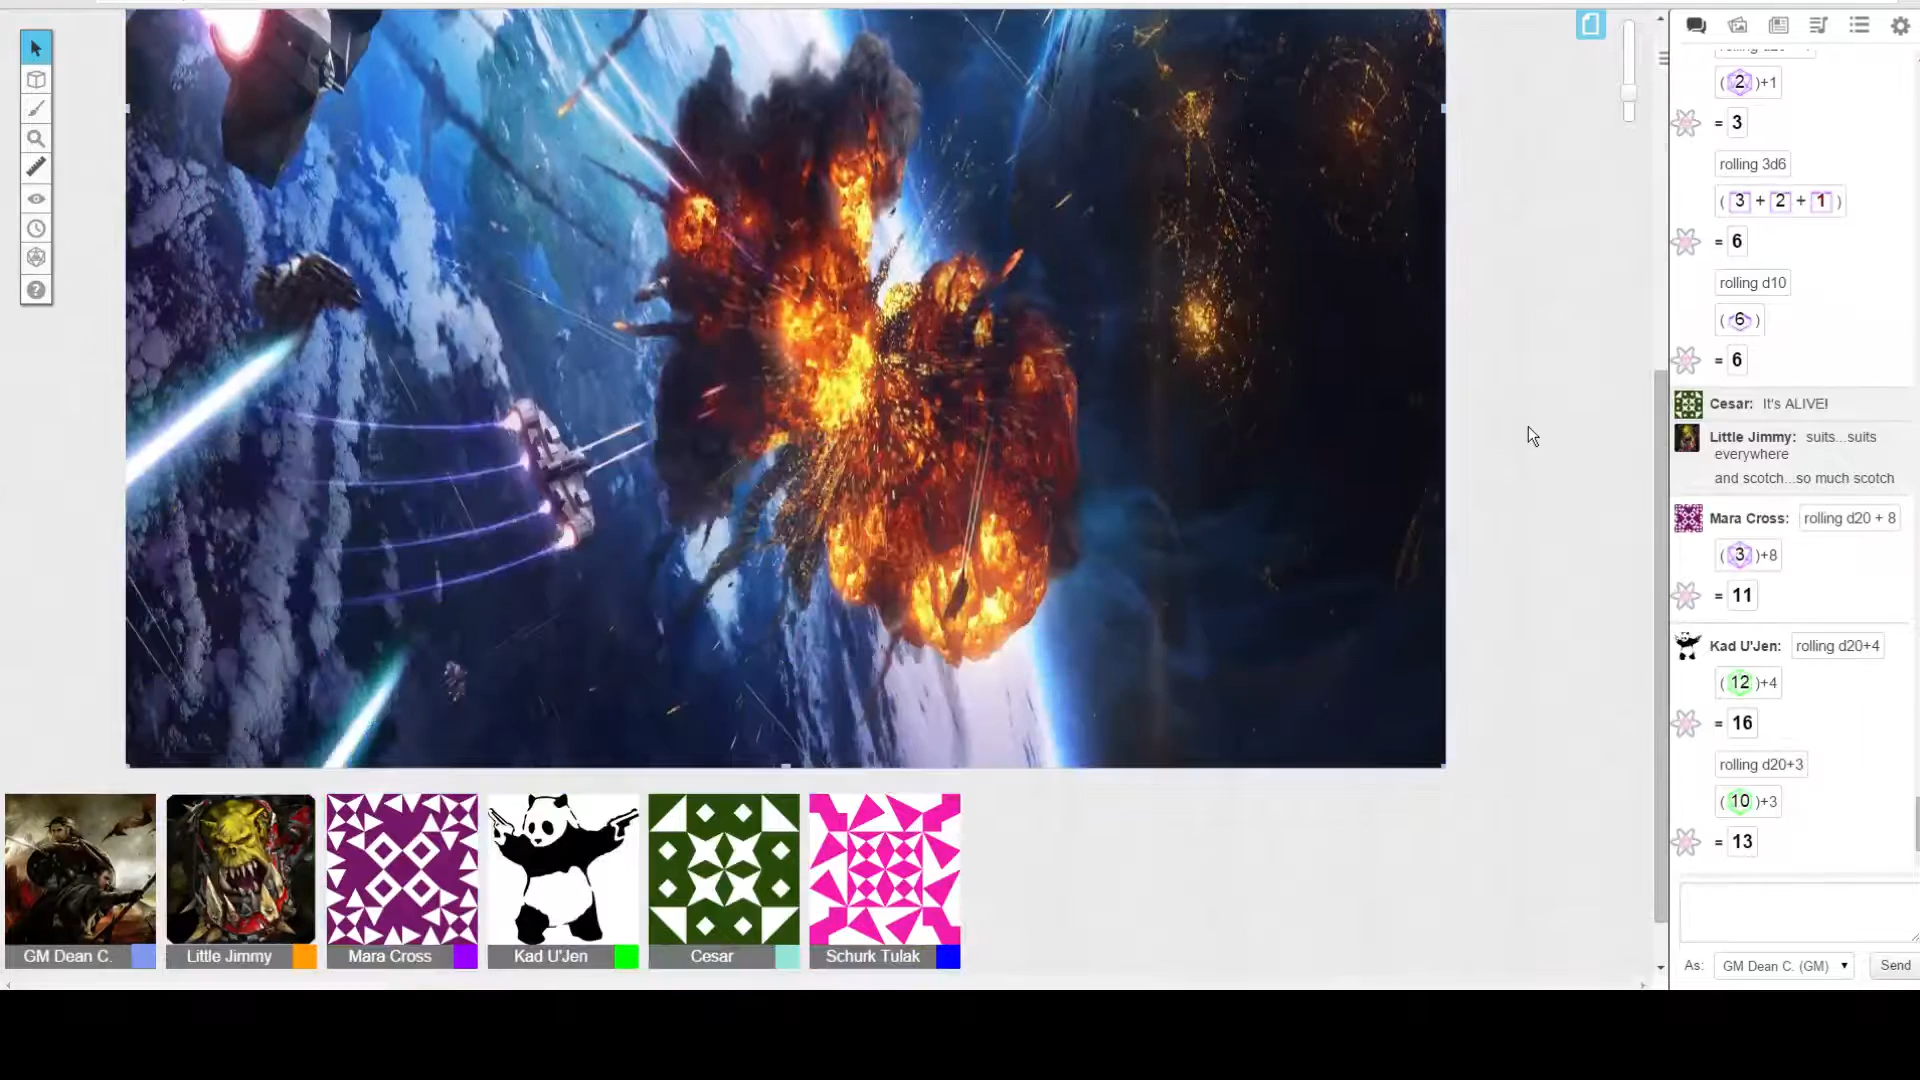 ( 2 )+1
= 3
rolling 3d6
( 3 + 2 + 1 )
= 6
rolling d10
( 6 )
= 6
Cesar: It's ALIVE!
Little Jimmy: suits...suits
everywhere
and scotch...so much scotch
Mara Cross: rolling d20 + 8
( 3 )+8
= 11
Kad U'Jen: rolling d20+4
( 12 )+4
= 16
rolling d20+3
( 10 )+3
= 13
GM Dean C.
Little Jimmy
Mara Cross
Kad U'Jen
Cesar
Schurk Tulak
As: GM Dean C. (GM) Send